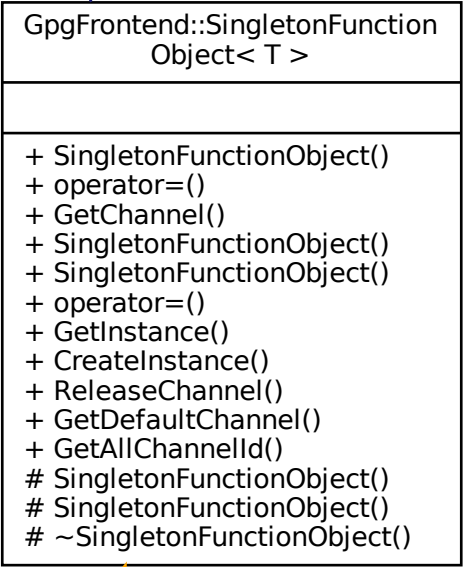 GpgFrontend::SingletonFunction
Object< T >
+ SingletonFunctionObject()
+ operator=()
+ GetChannel()
+ SingletonFunctionObject()
+ SingletonFunctionObject()
+ operator=()
+ GetInstance()
+ CreateInstance()
+ ReleaseChannel()
+ GetDefaultChannel()
+ GetAllChannelId()
# SingletonFunctionObject()
# SingletonFunctionObject()
# ~SingletonFunctionObject()